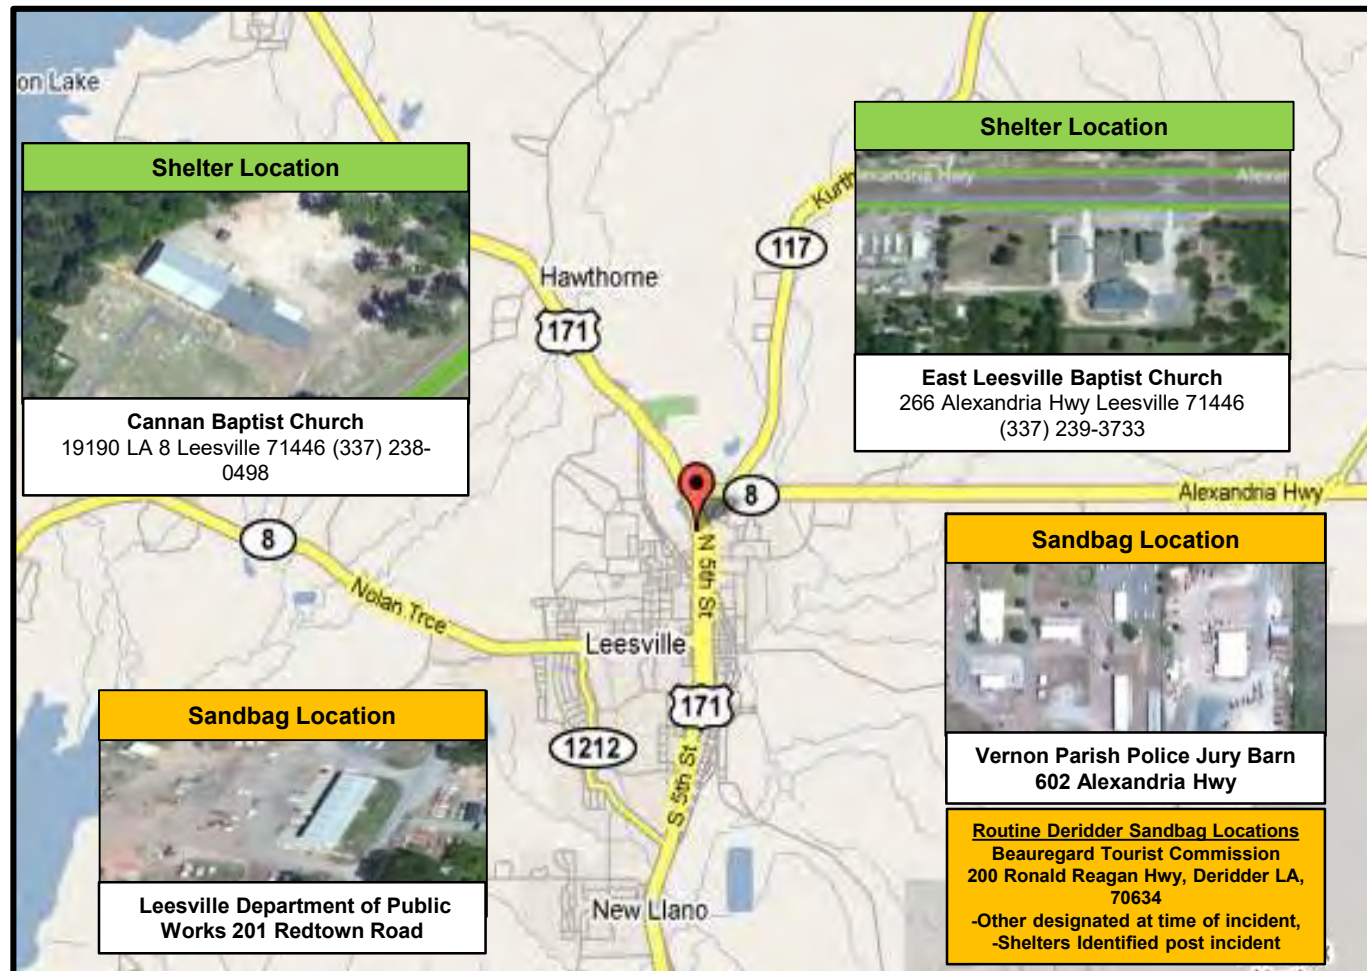 on Lake
Shelter Location
Cannan Baptist Church
19190 LA 8 Leesville 71446 (337) 238-
0498
Shelter Location
Alexandria Hwy
East Leesville Baptist Church
266 Alexandria Hwy Leesville 71446
(337) 239-3733
Kurth
117
Hawthorne
171
8
Alexandria Hwy
N 5th St
8
Nolan Trce
Leesville
171
1212
S 5th St
New Llano
Sandbag Location
Leesville Department of Public
Works 201 Redtown Road
Sandbag Location
Vernon Parish Police Jury Barn
602 Alexandria Hwy
Routine Deridder Sandbag Locations
Beauregard Tourist Commission
200 Ronald Reagan Hwy, Deridder LA,
70634
-Other designated at time of incident,
-Shelters Identified post incident